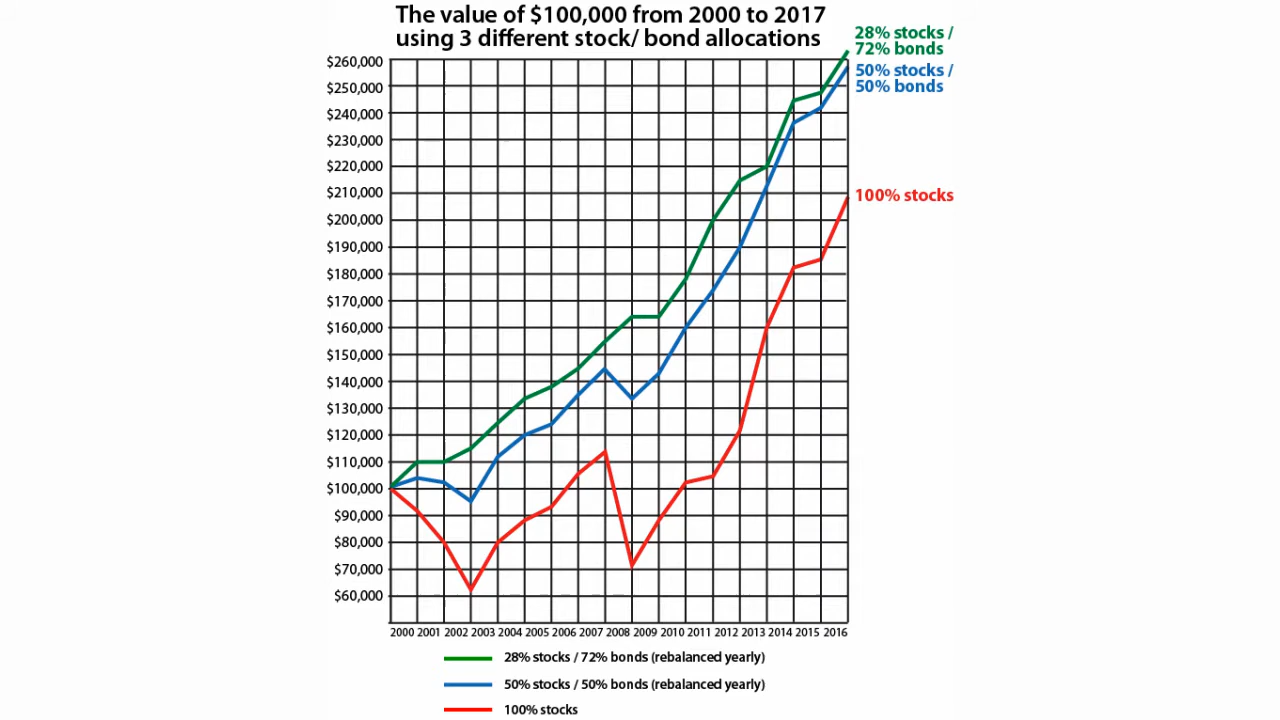 The value of $100,000 from 2000 to 2017
using 3 different stock/ bond allocations
28% stocks /
72% bonds
50% stocks /
50% bonds
100% stocks
$260,000
$250,000
$240,000
$230,000
$220,000
$210,000
$200,000
$190,000
$180,000
$170,000
$160,000
$150,000
$140,000
$130,000
$120,000
$110,000
$100,000
$90,000
$80,000
$70,000
$60,000
2000 2001 2002 2003 2004 2005 2006 2007 2008 2009 2010 2011 2012 2013 2014 2015 2016
28% stocks / 72% bonds (rebalanced yearly)
50% stocks / 50% bonds (rebalanced yearly)
100% stocks